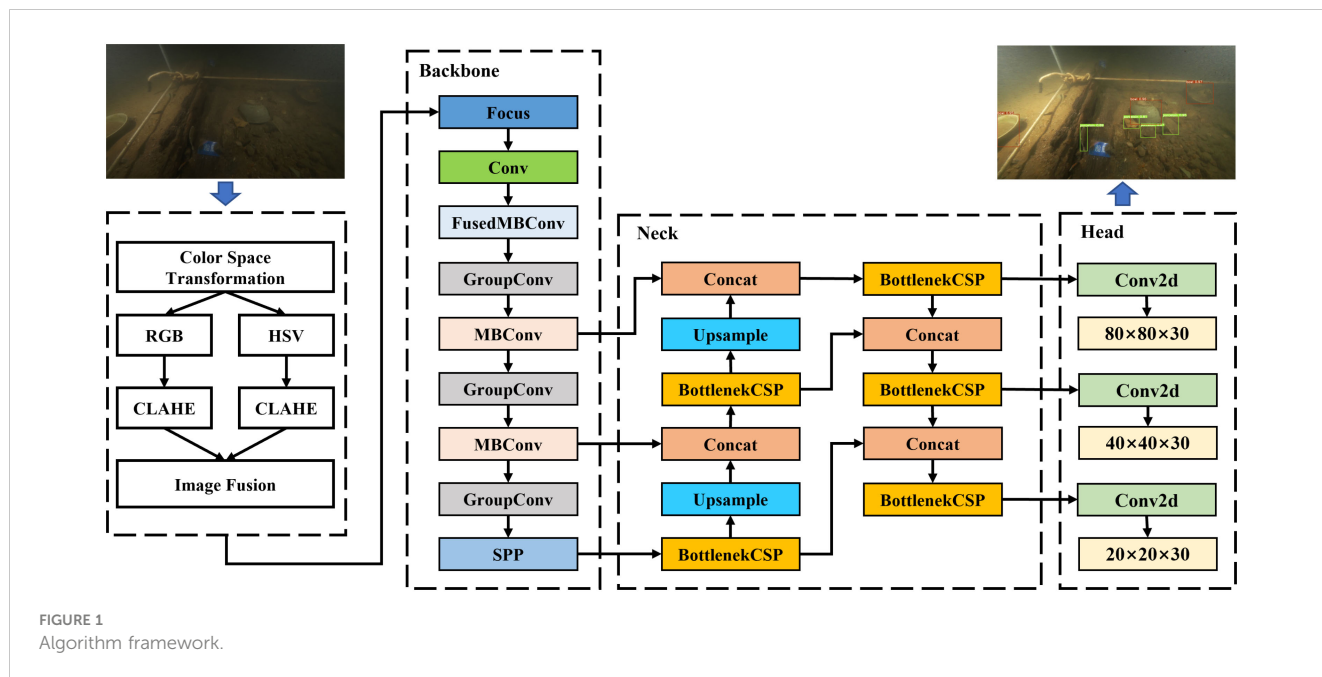 Color Space
Transformation
RGB
HSV
CLAHE
CLAHE
Image Fusion
Backbone
Focus
Conv
FusedMBConv
GroupConv
MBConv
GroupConv
MBConv
GroupConv
SPP
Neck
Concat
Upsample
BottlenekCSP
Concat
Upsample
BottlenekCSP
BottlenekCSP
Concat
BottlenekCSP
Concat
BottlenekCSP
Head
Conv2d
80×80×30
Conv2d
40×40×30
Conv2d
20×20×30
FIGURE 1
Algorithm framework.